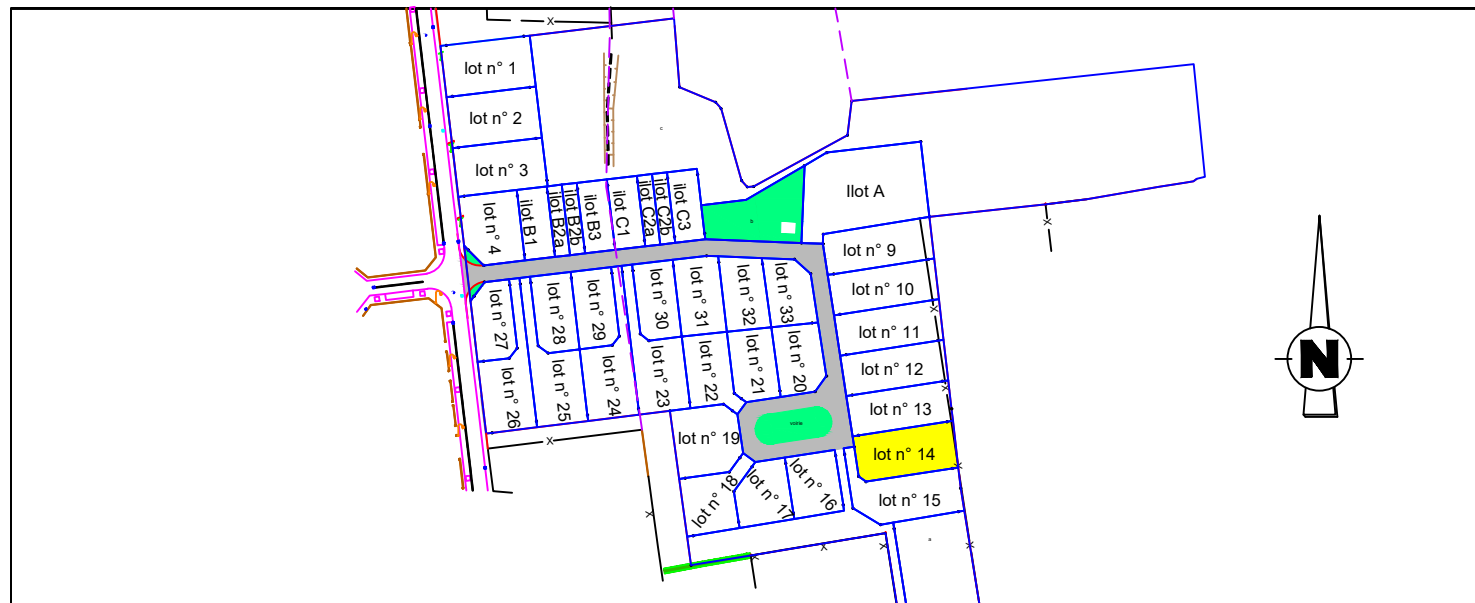 lot n° 1
lot n° 2
lot n° 3
lot n° 4
ilot B1
ilot B2a
ilot B2b
ilot B3
ilot C1
ilot C2a
ilot C2b
ilot C3
Ilot A
lot n° 9
lot n° 10
lot n° 11
lot n° 12
lot n° 13
lot n° 14
lot n° 15
lot n° 27
lot n° 28
lot n° 29
lot n° 30
lot n° 31
lot n° 32
lot n° 33
lot n° 26
lot n° 25
lot n° 24
lot n° 23
lot n° 22
lot n° 21
lot n° 20
lot n° 19
lot n° 18
lot n° 17
lot n° 16
voirie
N